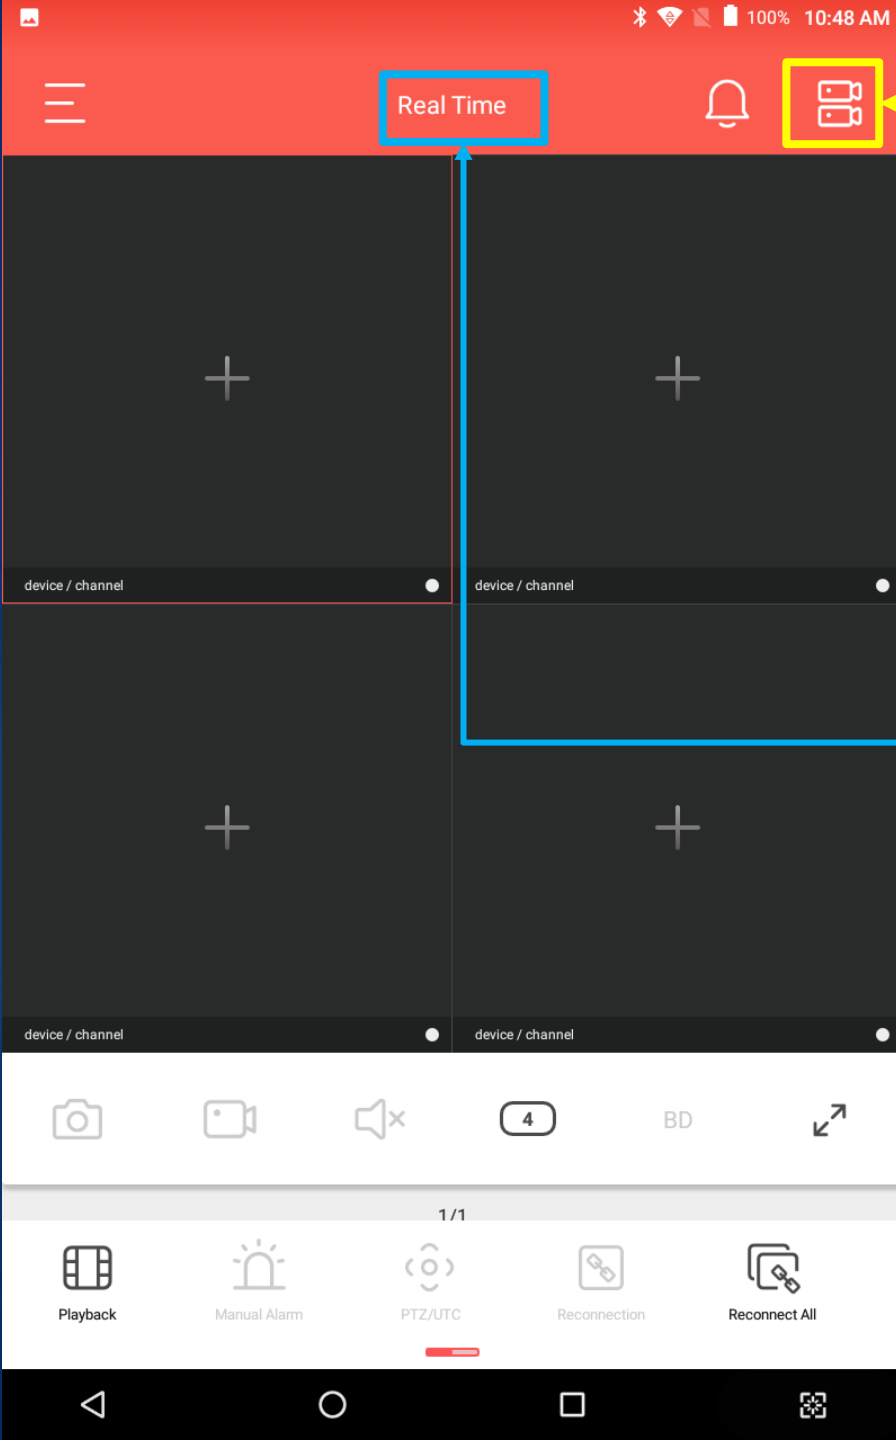 100% 10:48 AM
Real Time
device / channel
device / channel
device / channel
device / channel
4
BD
1/1
Playback
Manual Alarm
PTZ/UTC
Reconnection
Reconnect All